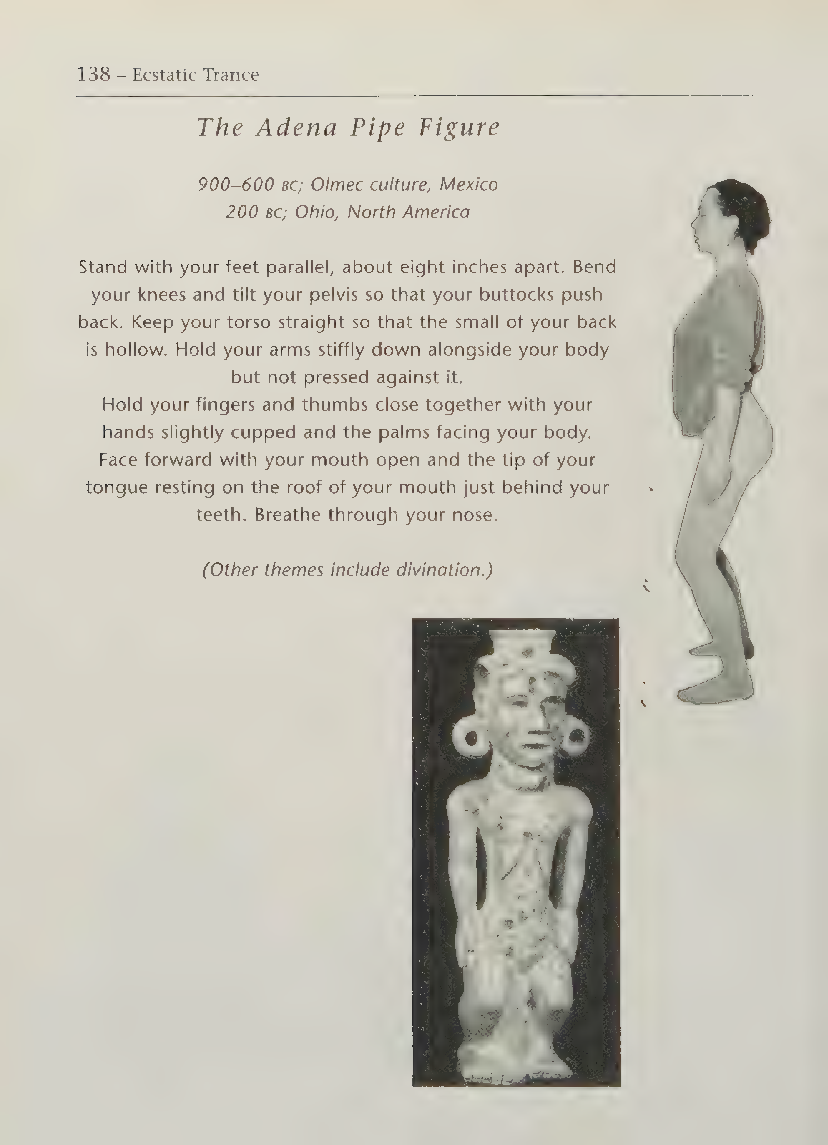 138 – Ecstatic Trance
The Adena Pipe Figure
900–600 BC; Olmec culture, Mexico
200 BC; Ohio, North America
Stand with your feet parallel, about eight inches apart. Bend
your knees and tilt your pelvis so that your buttocks push
back. Keep your torso straight so that the small of your back
is hollow. Hold your arms stiffly down alongside your body
but not pressed against it.
Hold your fingers and thumbs close together with your
hands slightly cupped and the palms facing your body.
Face forward with your mouth open and the tip of your
tongue resting on the roof of your mouth just behind your
teeth. Breathe through your nose.
(Other themes include divination.)